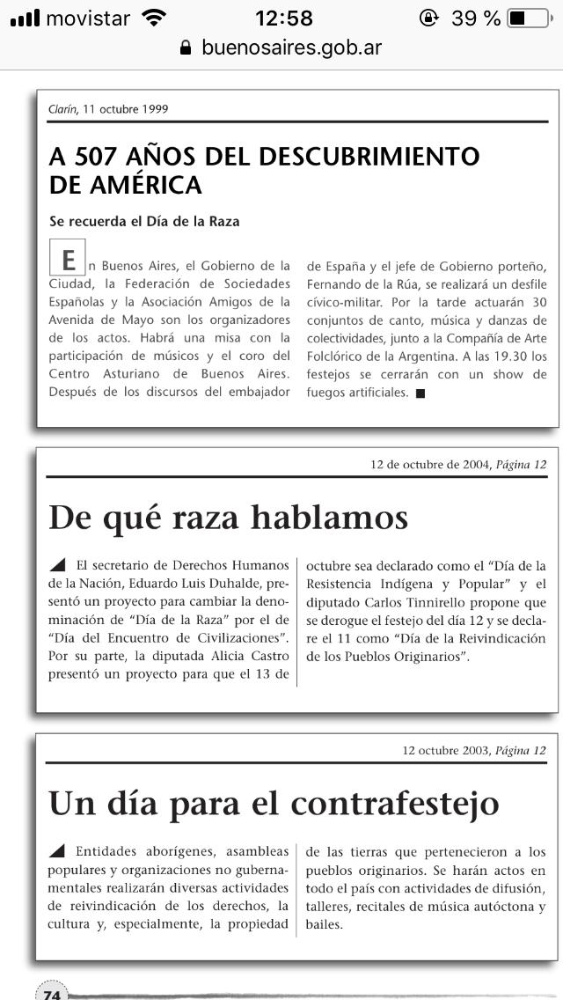 movistar 12:58 39 %
buenosaires.gob.ar
Clarín, 11 octubre 1999
A 507 AÑOS DEL DESCUBRIMIENTO
DE AMÉRICA
Se recuerda el Día de la Raza
En Buenos Aires, el Gobierno de la
Ciudad, la Federación de Sociedades
Españolas y la Asociación Amigos de la
Avenida de Mayo son los organizadores
de los actos. Habrá una misa con la
participación de músicos y el coro del
Centro Asturiano de Buenos Aires.
Después de los discursos del embajador
de España y el jefe de Gobierno porteño,
Fernando de la Rúa, se realizará un desfile
cívico-militar. Por la tarde actuarán 30
conjuntos de canto, música y danzas de
colectividades, junto a la Compañía de Arte
Folclórico de la Argentina. A las 19.30 los
festejos se cerrarán con un show de
fuegos artificiales.
12 de octubre de 2004, Página 12
De qué raza hablamos
El secretario de Derechos Humanos
de la Nación, Eduardo Luis Duhalde, pre-
sentó un proyecto para cambiar la deno-
minación de “Día de la Raza” por el de
“Día del Encuentro de Civilizaciones”.
Por su parte, la diputada Alicia Castro
presentó un proyecto para que el 13 de
octubre sea declarado como el “Día de la
Resistencia Indígena y Popular” y el
diputado Carlos Tinnirello propone que
se derogue el festejo del día 12 y se decla-
re el 11 como “Día de la Reivindicación
de los Pueblos Originarios”.
12 octubre 2003, Página 12
Un día para el contrafestejo
Entidades aborígenes, asambleas
populares y organizaciones no guberna-
mentales realizarán diversas actividades
de reivindicación de los derechos, la
cultura y, especialmente, la propiedad
de las tierras que pertenecieron a los
pueblos originarios. Se harán actos en
todo el país con actividades de difusión,
talleres, recitales de música autóctona y
bailes.
74